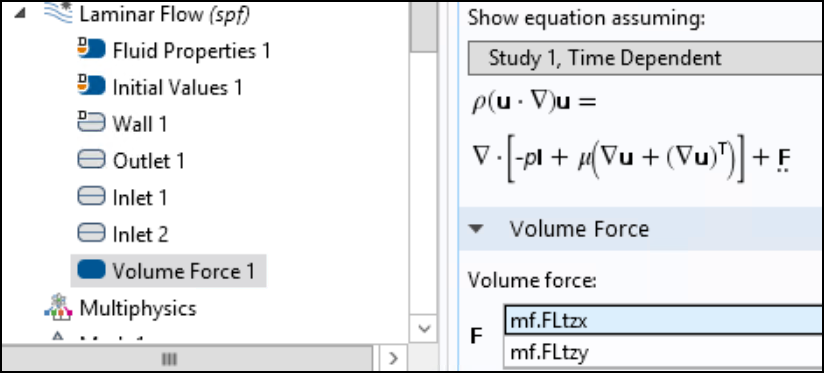 Laminar Flow (spf)
Fluid Properties 1
Initial Values 1
Wall 1
Outlet 1
Inlet 1
Inlet 2
Volume Force 1
Multiphysics
Show equation assuming:
Study 1, Time Dependent
ρ(u · ∇)u =
∇ · [-pI + μ(∇u + (∇u)ᵀ)] + F
Volume Force
Volume force:
F
mf.FLtzx
mf.FLtzy